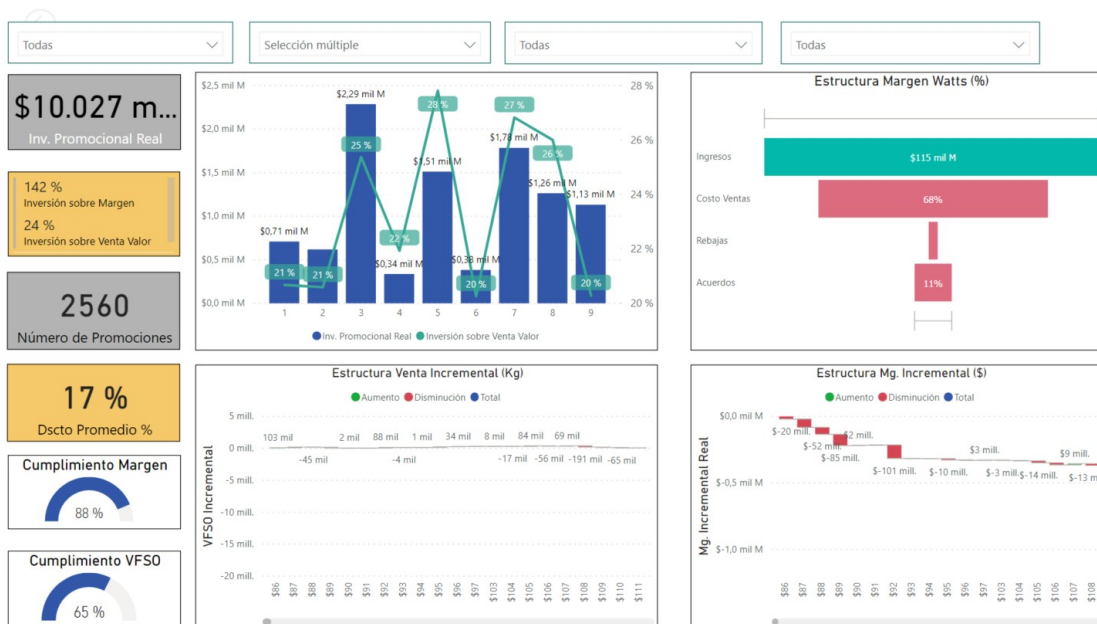 Todas
Selección múltiple
Todas
Todas
$10.027 m...
Inv. Promocional Real
142 %
Inversión sobre Margen
24 %
Inversión sobre Venta Valor
2560
Número de Promociones
17 %
Dscto Promedio %
Cumplimiento Margen
88 %
Cumplimiento VFSO
65 %
$2,5 mil M
$2,0 mil M
$1,5 mil M
$1,0 mil M
$0,5 mil M
$0,0 mil M
28 %
26 %
24 %
22 %
20 %
$0,71 mil M
$2,29 mil M
$0,34 mil M
$1,51 mil M
$0,38 mil M
$1,78 mil M
$1,26 mil M
$1,13 mil M
21 %
21 %
25 %
22 %
28 %
20 %
27 %
26 %
20 %
1 2 3 4 5 6 7 8 9
Inv. Promocional Real Inversión sobre Venta Valor
Estructura Margen Watts (%)
Ingresos
$115 mil M
Costo Ventas
68%
Rebajas
Acuerdos
11%
Estructura Venta Incremental (Kg)
Aumento Disminución Total
VFSO Incremental
5 mill.
0 mill.
-5 mill.
-10 mill.
-15 mill.
-20 mill.
103 mil 2 mil 88 mil 1 mil 34 mil 8 mil 84 mil 69 mil
-45 mil -4 mil -17 mil -56 mil -191 mil -65 mil
$86 $87 $88 $89 $90 $91 $92 $93 $94 $95 $96 $97 $103 $104 $105 $106 $107 $108 $109 $110 $111
Estructura Mg. Incremental ($)
Aumento Disminución Total
Mg. Incremental Real
$0,0 mil M
$-0,5 mil M
$-1,0 mil M
$-20 mill.
$-52 mill.
$2 mill.
$-85 mill.
$-101 mill.
$-10 mill.
$3 mill.
$-3 mill.
$-14 mill.
$9 mill.
$-13 m
$86 $87 $88 $89 $90 $91 $92 $93 $94 $95 $96 $97 $103 $104 $105 $106 $107 $108